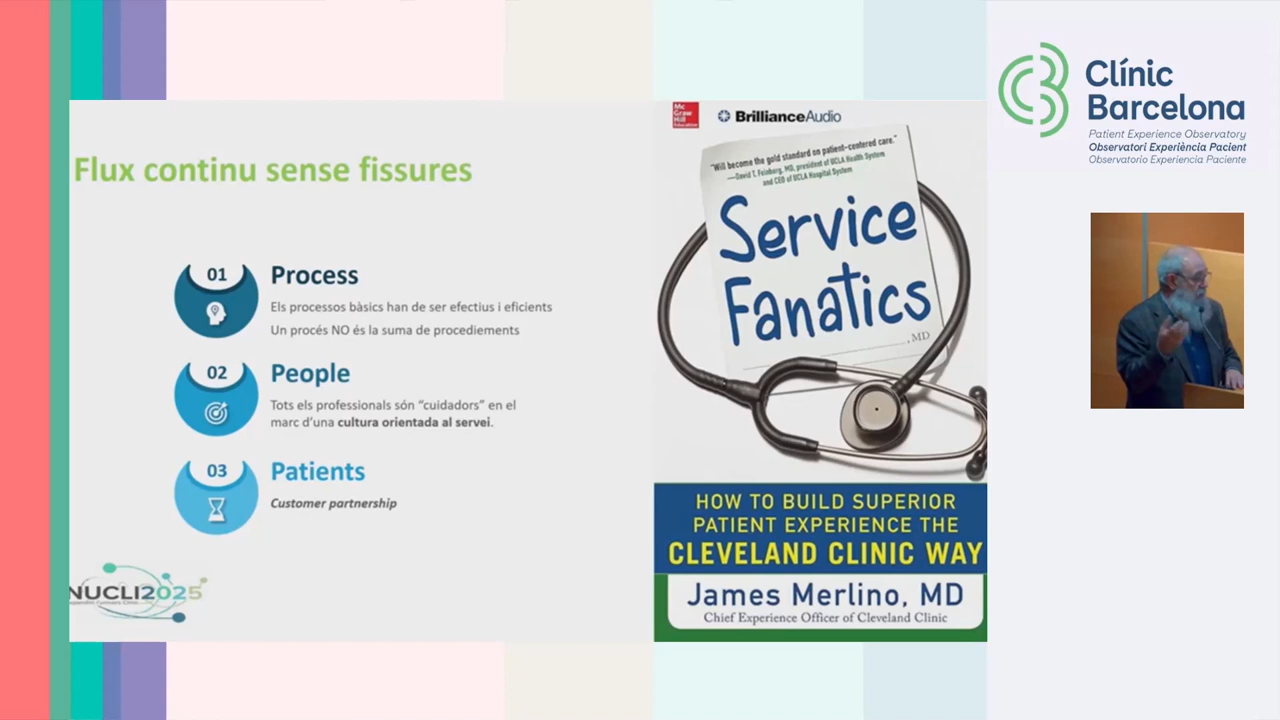 Flux continu sense fissures
01
Process
Els processos bàsics han de ser efectius i eficients
Un procés NO és la suma de procediements
02
People
Tots els professionals són “cuidadors” en el
marc d’una cultura orientada al servei.
03
Patients
Customer partnership
NUCLI2025
Mc
Graw
Hill
Education
BrillianceAudio
"Will become the gold standard on patient-centered care."
—David T. Feinberg, MD, president of UCLA Health System
and CEO of UCLA Hospital System
Service
Fanatics
, MD
HOW TO BUILD SUPERIOR
PATIENT EXPERIENCE THE
CLEVELAND CLINIC WAY
James Merlino, MD
Chief Experience Officer of Cleveland Clinic
Clínic
Barcelona
Patient Experience Observatory
Observatori Experiència Pacient
Observatorio Experiencia Paciente